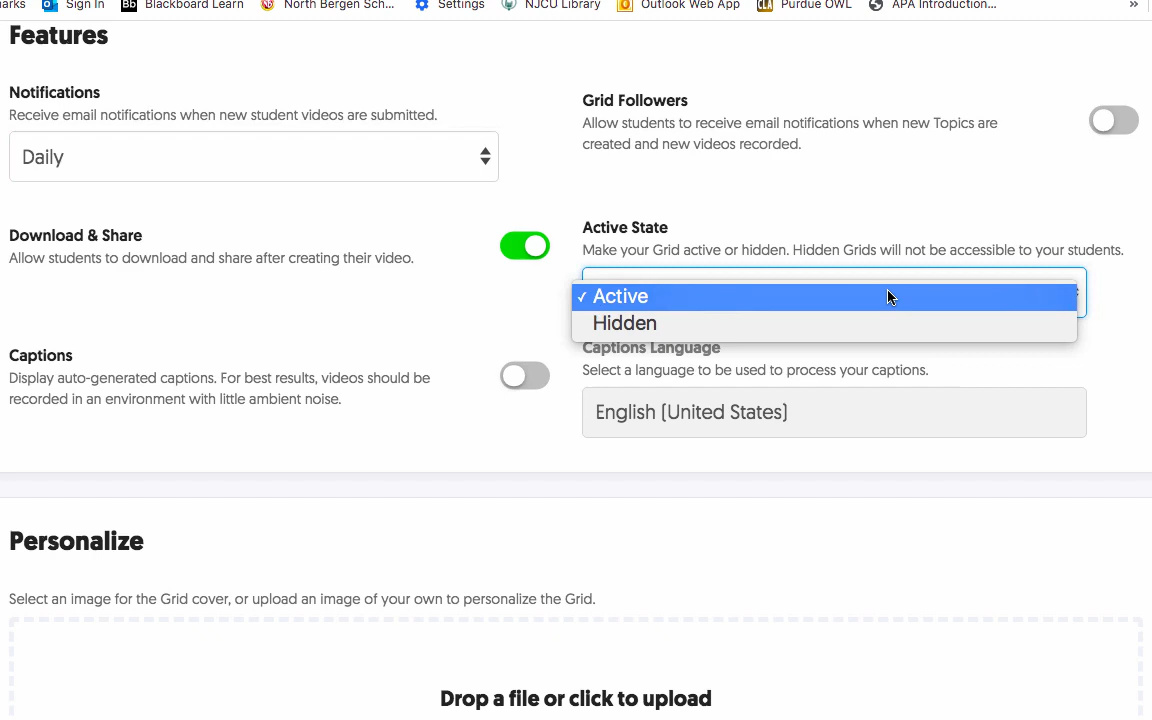 arks Sign In Bb Blackboard Learn North Bergen Sch... Settings NJCU Library Outlook Web App Purdue OWL APA Introduction... »
Features
Notifications
Receive email notifications when new student videos are submitted.
Daily
Grid Followers
Allow students to receive email notifications when new Topics are
created and new videos recorded.
Download & Share
Allow students to download and share after creating their video.
Active State
Make your Grid active or hidden. Hidden Grids will not be accessible to your students.
✓ Active
Hidden
Captions
Display auto-generated captions. For best results, videos should be
recorded in an environment with little ambient noise.
Captions Language
Select a language to be used to process your captions.
English (United States)
Personalize
Select an image for the Grid cover, or upload an image of your own to personalize the Grid.
Drop a file or click to upload